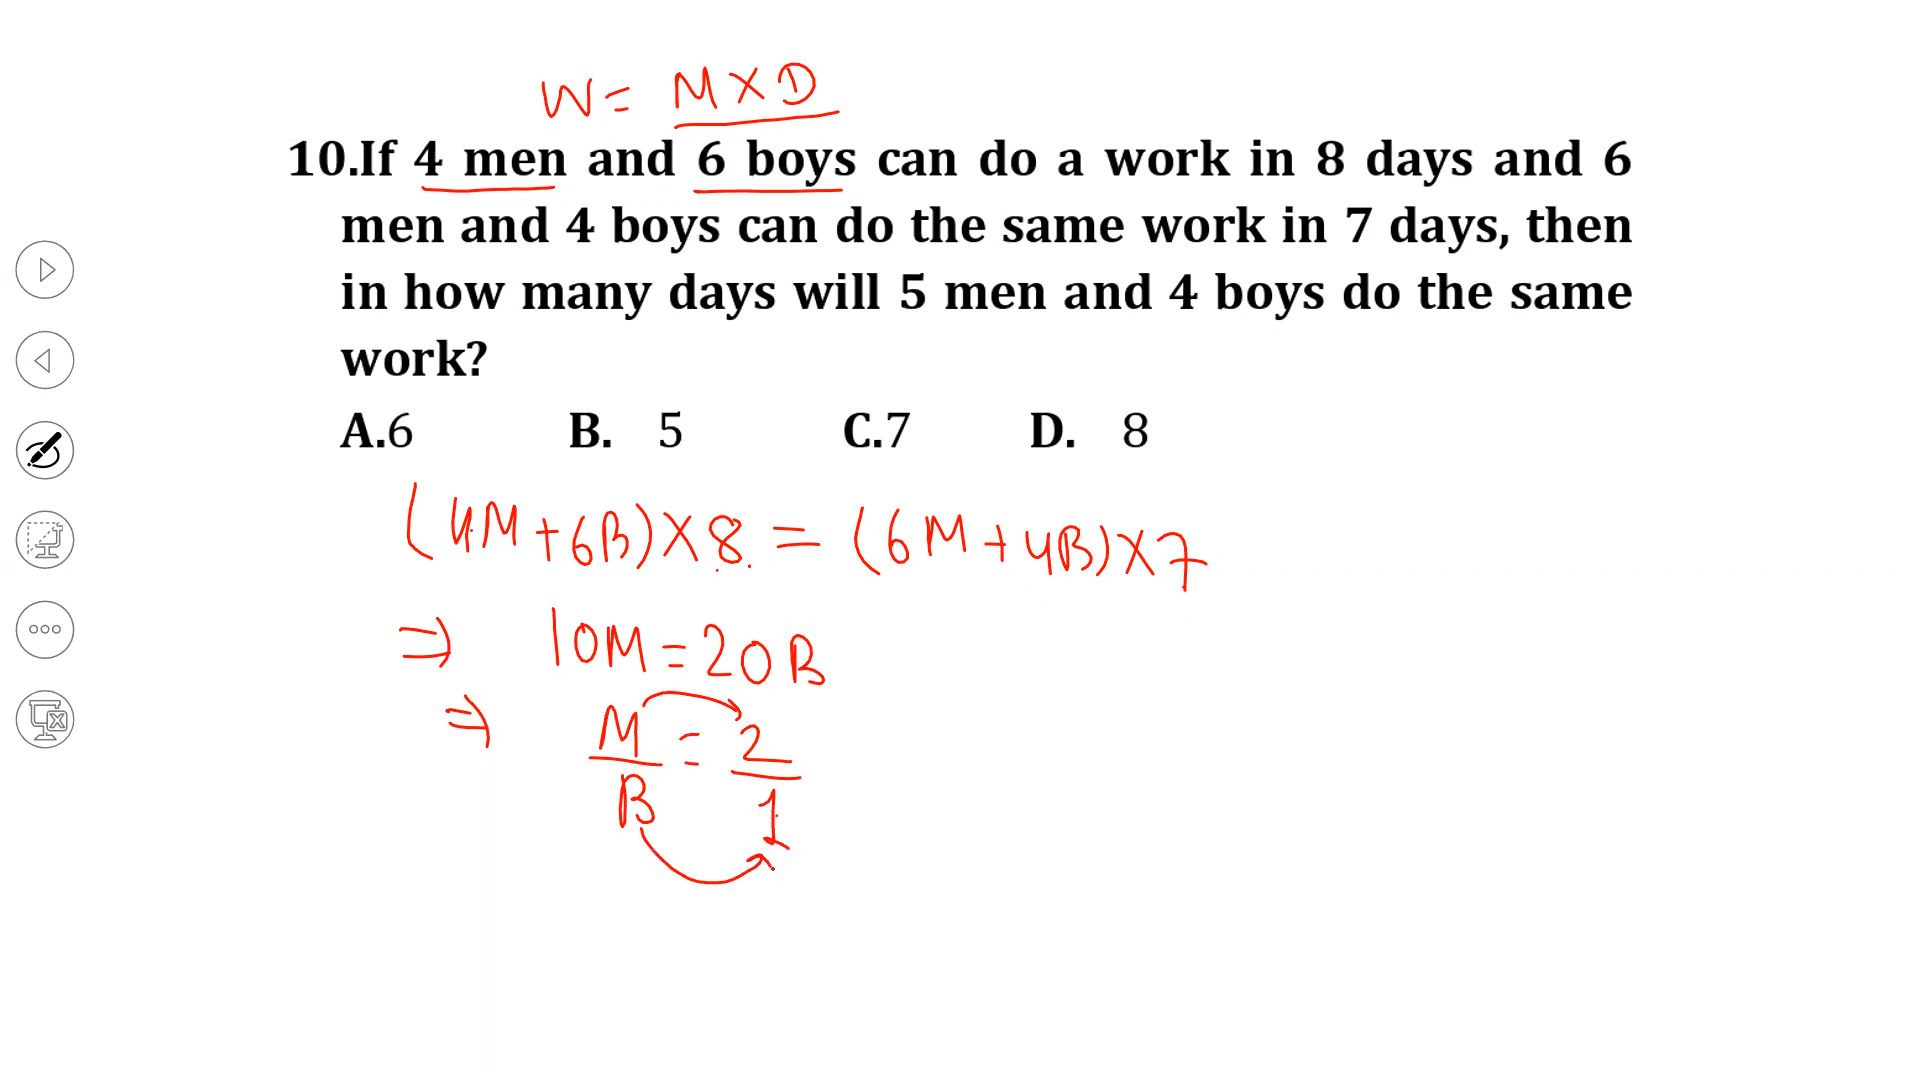 W = M X D
10.If 4 men and 6 boys can do a work in 8 days and 6
men and 4 boys can do the same work in 7 days, then
in how many days will 5 men and 4 boys do the same
work?
A.6 B. 5 C.7 D. 8
(4M + 6B) X 8 = (6M + 4B) X 7
⇒ 10M = 20B
⇒ M/B = 2/1